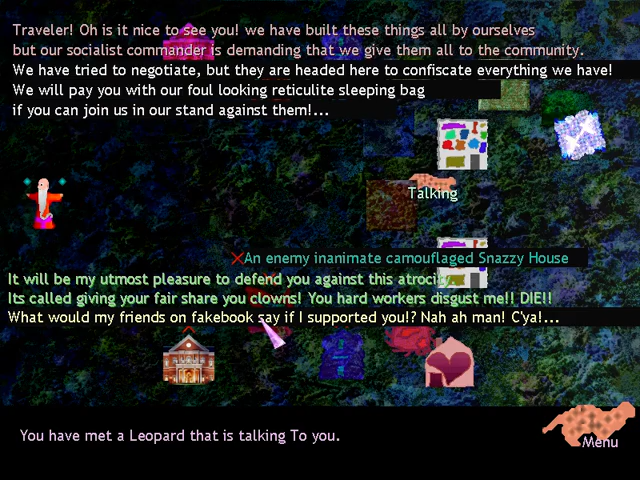 Traveler! Oh is it nice to see you! we have built these things all by ourselves
but our socialist commander is demanding that we give them all to the community.
We have tried to negotiate, but they are headed here to confiscate everything we have!
We will pay you with our foul looking reticulite sleeping bag
if you can join us in our stand against them!...
Talking
An enemy inanimate camouflaged Snazzy House
It will be my utmost pleasure to defend you against this atrocity
Its called giving your fair share you clowns! You hard workers disgust me!! DIE!!
What would my friends on fakebook say if I supported you!? Nah ah man! C'ya!...
You have met a Leopard that is talking To you.
Menu